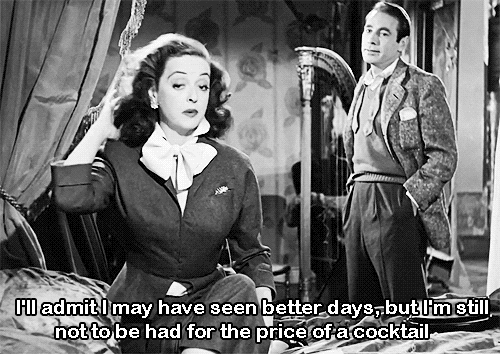 I'll admit I may have seen better days, but I'm still
not to be had for the price of a cocktail